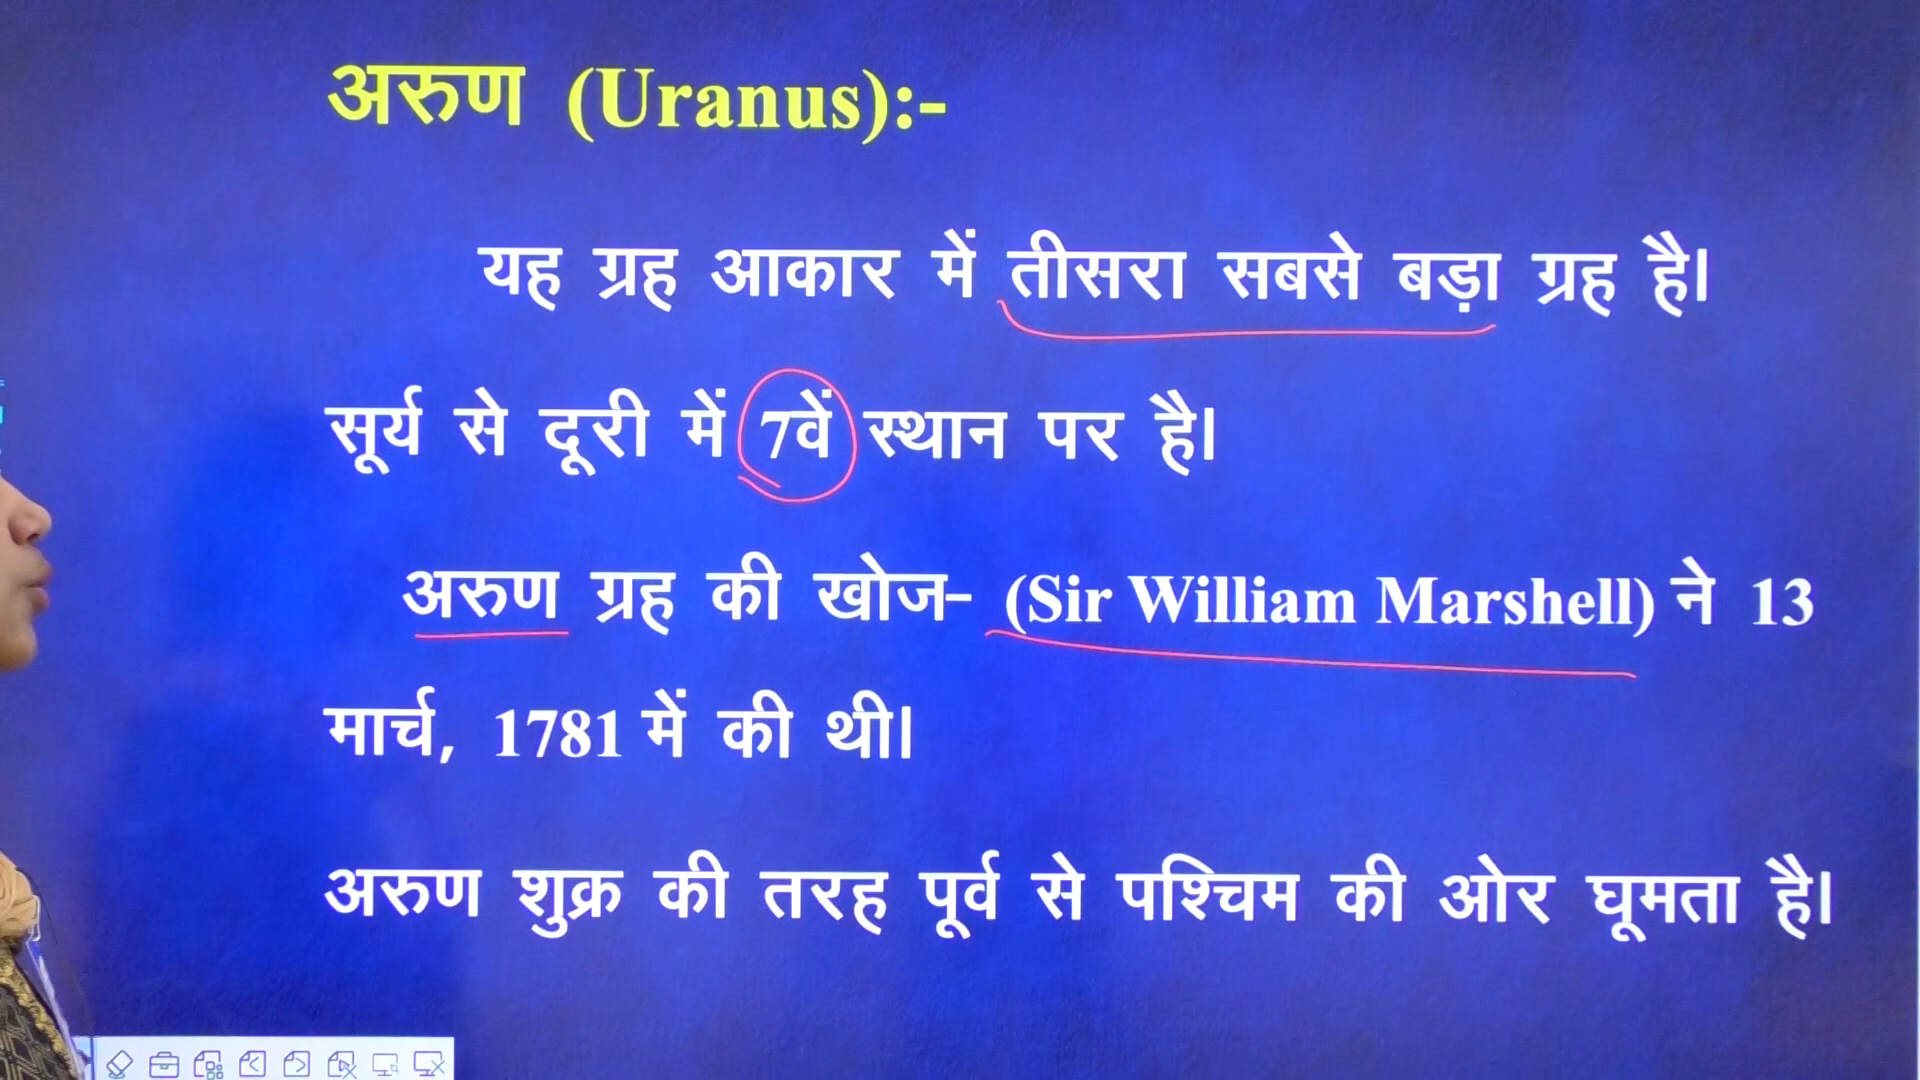 अरुण (Uranus):-
यह ग्रह आकार में तीसरा सबसे बड़ा ग्रह है।
सूर्य से दूरी में 7वें स्थान पर है।
अरुण ग्रह की खोज- (Sir William Marshell) ने 13
मार्च, 1781 में की थी।
अरुण शुक्र की तरह पूर्व से पश्चिम की ओर घूमता है।